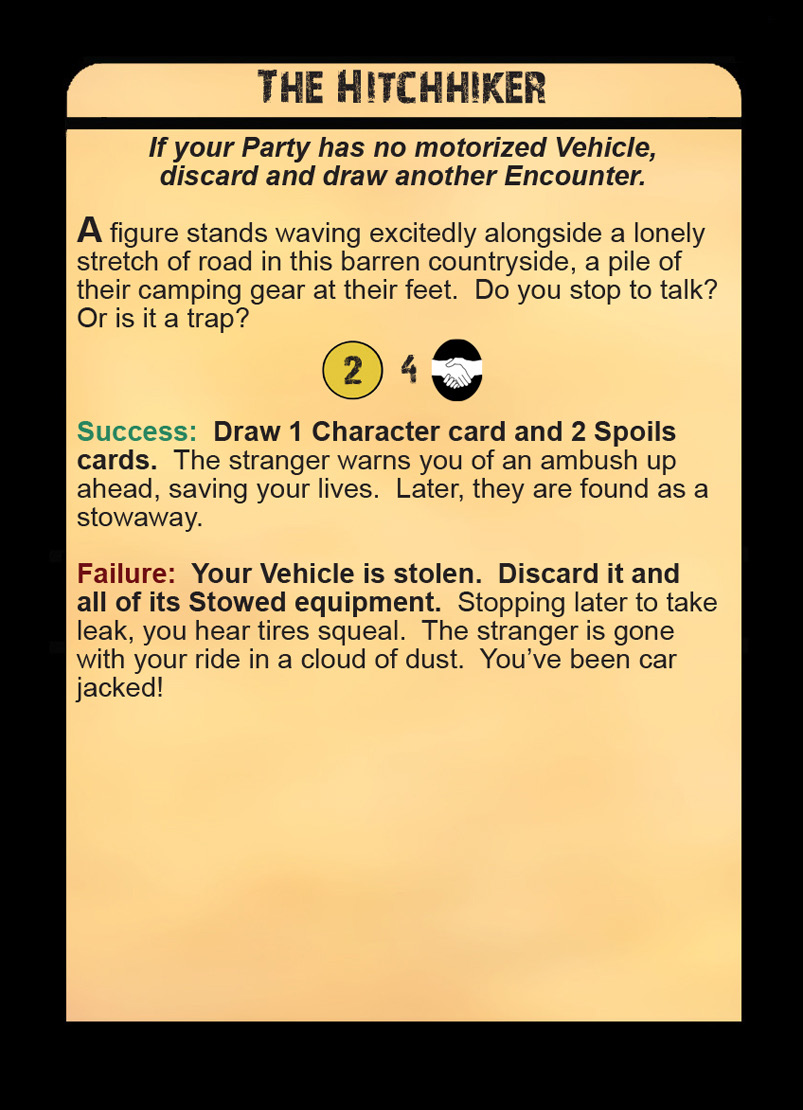 The Hitchhiker
If your Party has no motorized Vehicle,
discard and draw another Encounter.
A figure stands waving excitedly alongside a lonely
stretch of road in this barren countryside, a pile of
their camping gear at their feet.  Do you stop to talk?
Or is it a trap?
2 4
Success:  Draw 1 Character card and 2 Spoils
cards.  The stranger warns you of an ambush up
ahead, saving your lives.  Later, they are found as a
stowaway.
Failure:  Your Vehicle is stolen.  Discard it and
all of its Stowed equipment.  Stopping later to take
leak, you hear tires squeal.  The stranger is gone
with your ride in a cloud of dust.  You’ve been car
jacked!